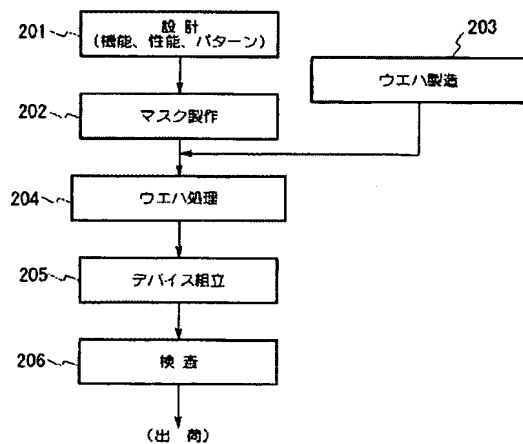 201
設計
(機能、性能、パターン)
203
ウエハ製造
202
マスク製作
204
ウエハ処理
205
デバイス組立
206
検 査
(出 荷)